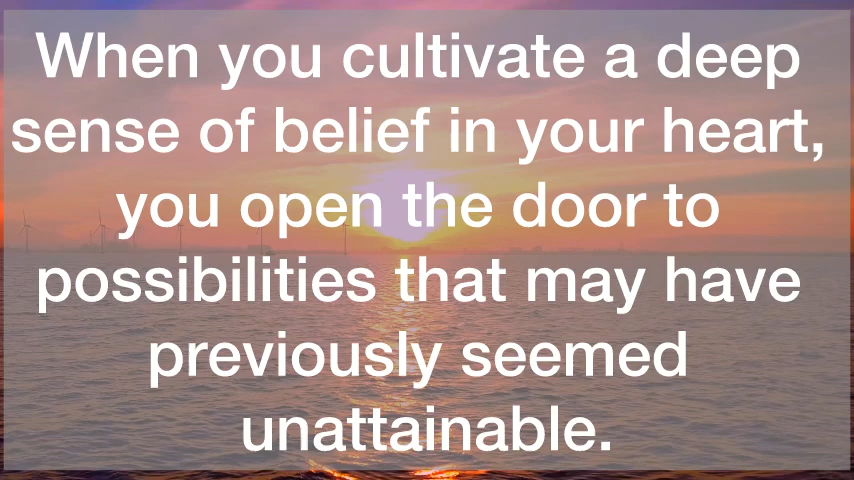 When you cultivate a deep
sense of belief in your heart,
you open the door to
possibilities that may have
previously seemed
unattainable.